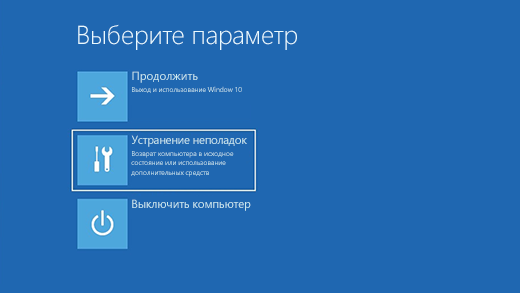 Выберите параметр
Продолжить
Выход и использование Window 10
Устранение неполадок
Возврат компьютера в исходное
состояние или использование
дополнительных средств
Выключить компьютер